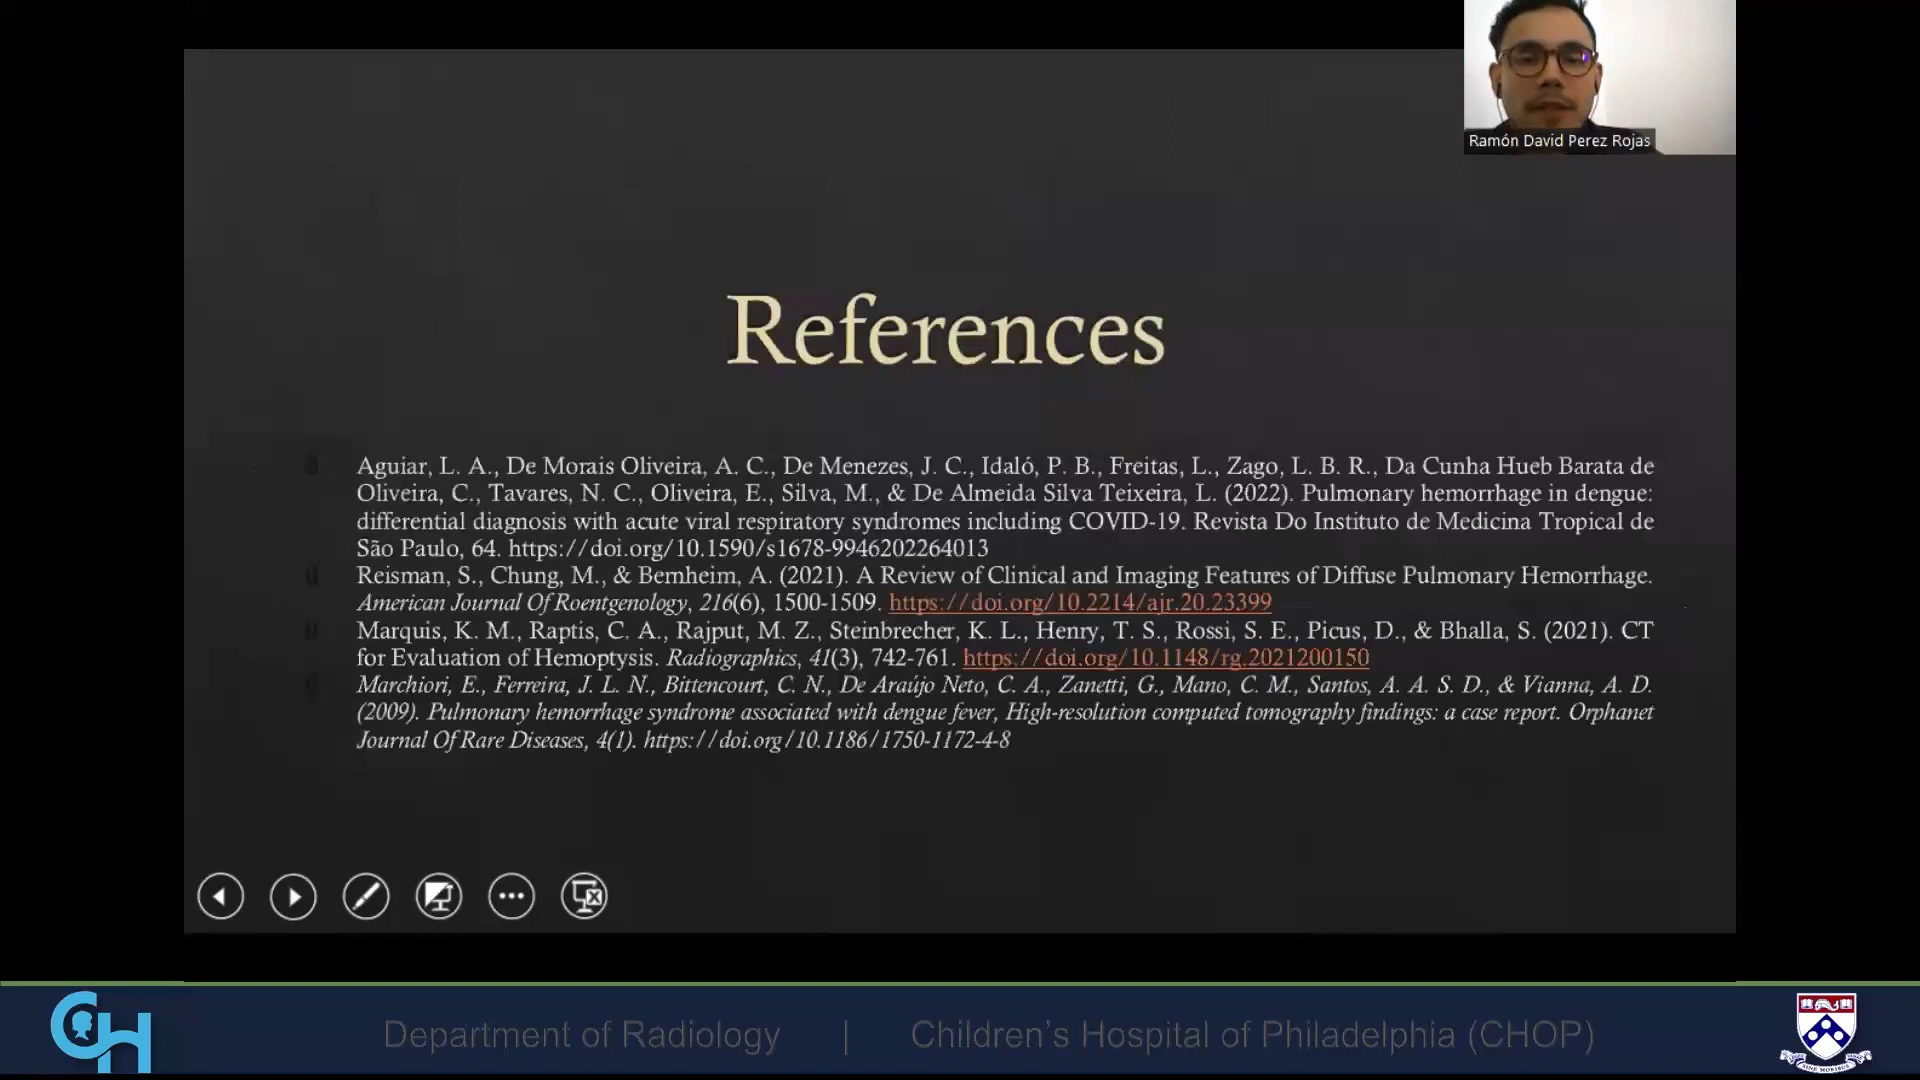 Ramón David Perez Rojas
References
Aguiar, L. A., De Morais Oliveira, A. C., De Menezes, J. C., Idaló, P. B., Freitas, L., Zago, L. B. R., Da Cunha Hueb Barata de
Oliveira, C., Tavares, N. C., Oliveira, E., Silva, M., & De Almeida Silva Teixeira, L. (2022). Pulmonary hemorrhage in dengue:
differential diagnosis with acute viral respiratory syndromes including COVID-19. Revista Do Instituto de Medicina Tropical de
São Paulo, 64. https://doi.org/10.1590/s1678-9946202264013
Reisman, S., Chung, M., & Bernheim, A. (2021). A Review of Clinical and Imaging Features of Diffuse Pulmonary Hemorrhage.
American Journal Of Roentgenology, 216(6), 1500-1509. https://doi.org/10.2214/ajr.20.23399
Marquis, K. M., Raptis, C. A., Rajput, M. Z., Steinbrecher, K. L., Henry, T. S., Rossi, S. E., Picus, D., & Bhalla, S. (2021). CT
for Evaluation of Hemoptysis. Radiographics, 41(3), 742-761. https://doi.org/10.1148/rg.2021200150
Marchiori, E., Ferreira, J. L. N., Bittencourt, C. N., De Araújo Neto, C. A., Zanetti, G., Mano, C. M., Santos, A. A. S. D., & Vianna, A. D.
(2009). Pulmonary hemorrhage syndrome associated with dengue fever, High-resolution computed tomography findings: a case report. Orphanet
Journal Of Rare Diseases, 4(1). https://doi.org/10.1186/1750-1172-4-8
CH
Department of Radiology | Children's Hospital of Philadelphia (CHOP)